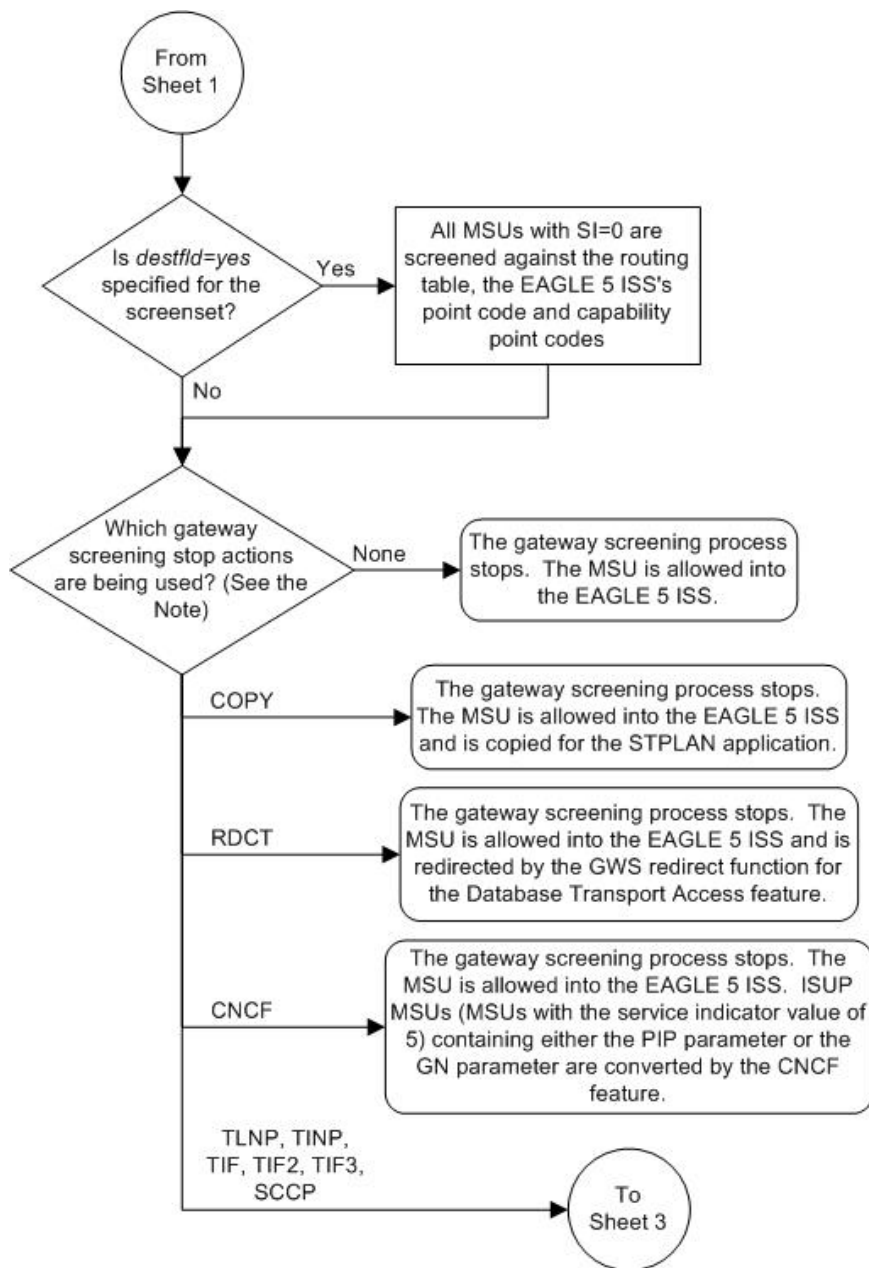 From
Sheet 1
Is destfld=yes
specified for the
screenset?
Yes
All MSUs with SI=0 are
screened against the routing
table, the EAGLE 5 ISS's
point code and capability
point codes
No
Which gateway
screening stop actions
are being used? (See the
Note)
None
The gateway screening process
stops. The MSU is allowed into
the EAGLE 5 ISS.
COPY
The gateway screening process stops.
The MSU is allowed into the EAGLE 5 ISS
and is copied for the STPLAN application.
RDCT
The gateway screening process stops. The
MSU is allowed into the EAGLE 5 ISS and is
redirected by the GWS redirect function for
the Database Transport Access feature.
CNCF
The gateway screening process stops. The
MSU is allowed into the EAGLE 5 ISS. ISUP
MSUs (MSUs with the service indicator value of
5) containing either the PIP parameter or the
GN parameter are converted by the CNCF
feature.
TLNP, TINP,
TIF, TIF2, TIF3,
SCCP
To
Sheet 3